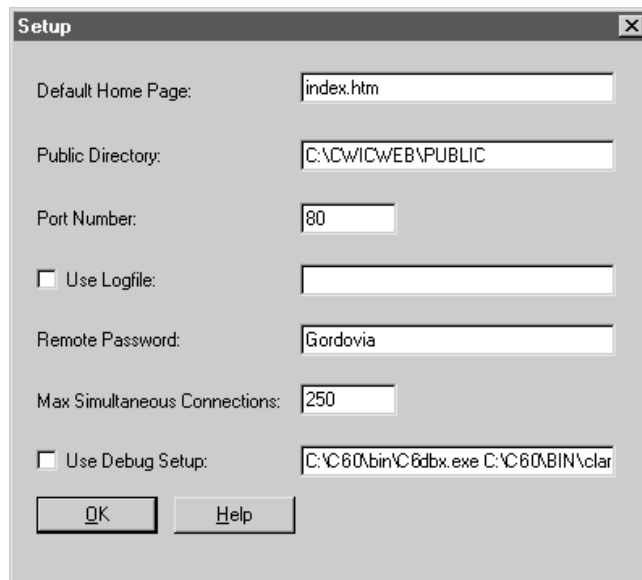 Setup
Default Home Page: index.htm
Public Directory: C:\CWICWEB\PUBLIC
Port Number: 80
Use Logfile:
Remote Password: Gordovia
Max Simultaneous Connections: 250
Use Debug Setup: C:\C60\bin\C6dbx.exe C:\C60\BIN\clar
OK Help